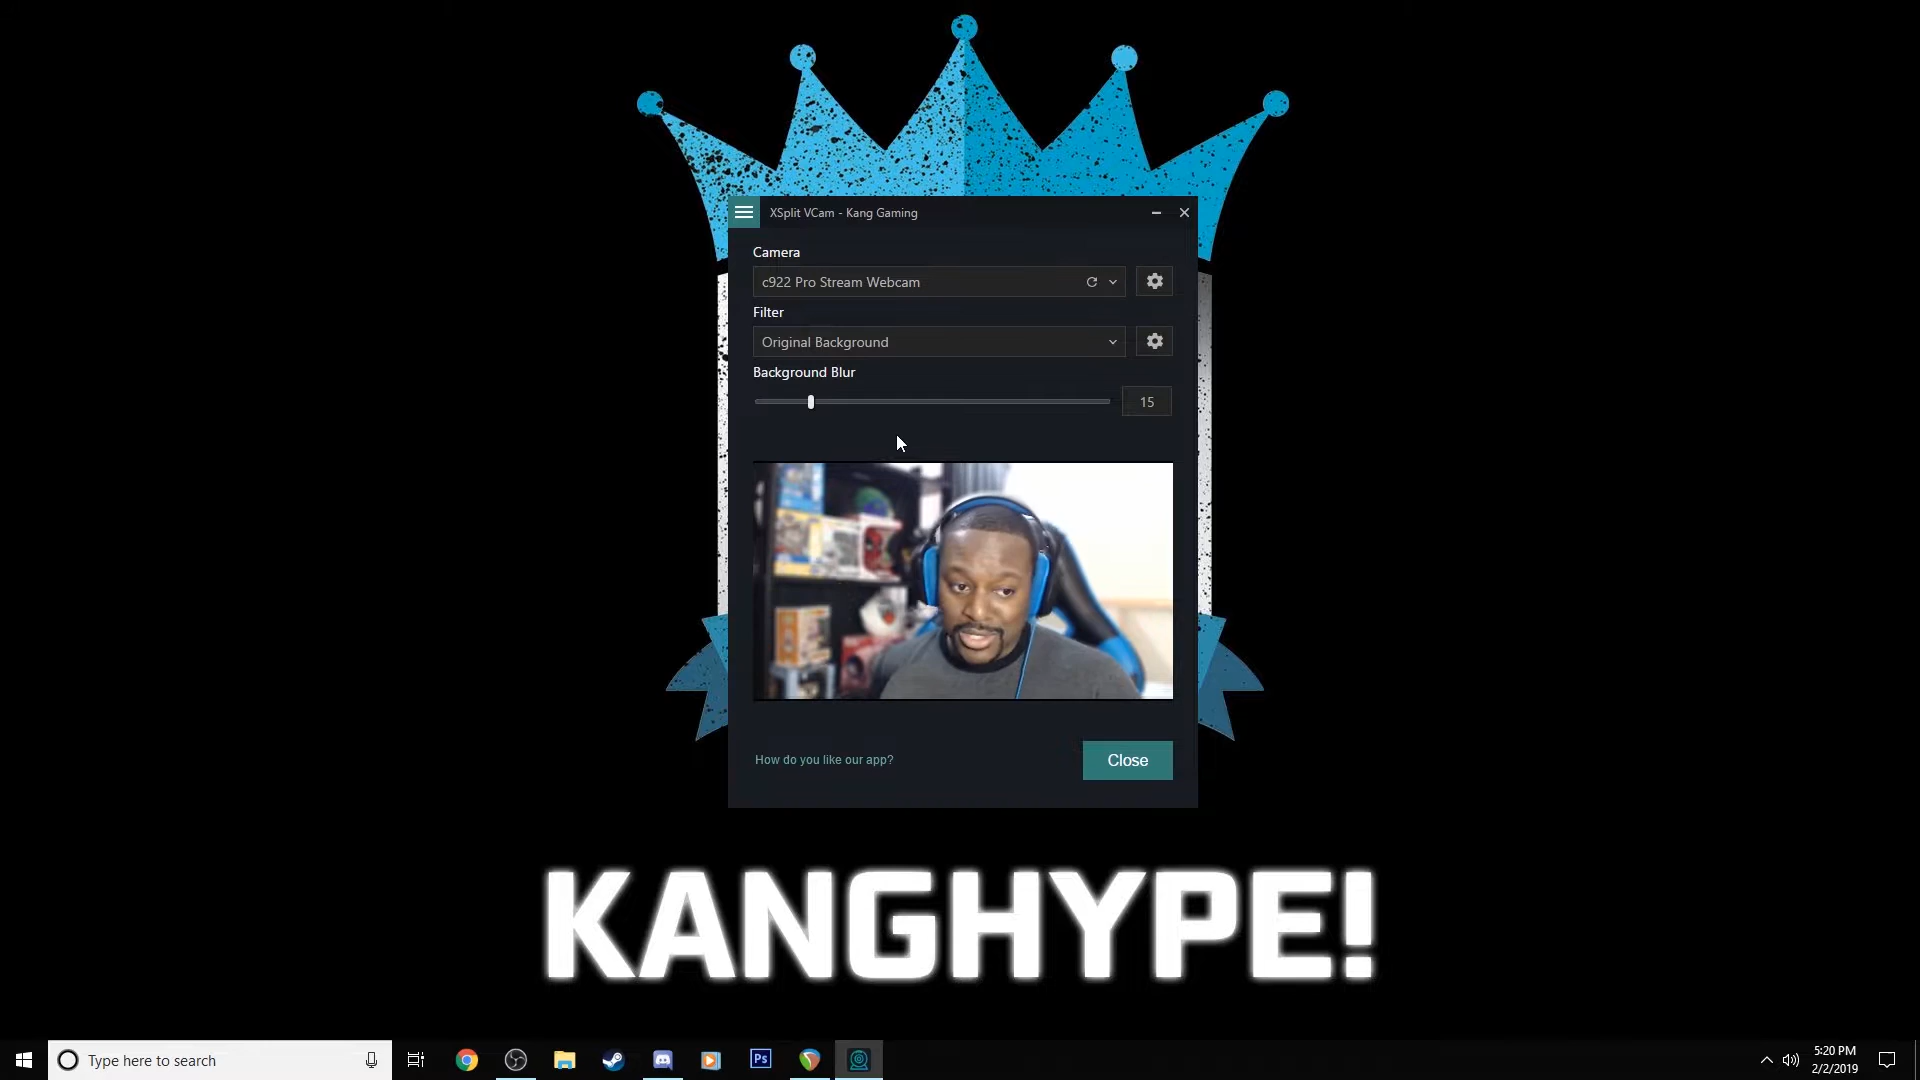 XSplit VCam - Kang Gaming
Camera
c922 Pro Stream Webcam
Filter
Original Background
Background Blur
15
How do you like our app?
Close
KANGHYPE!
Type here to search
Ps
5:20 PM
2/2/2019